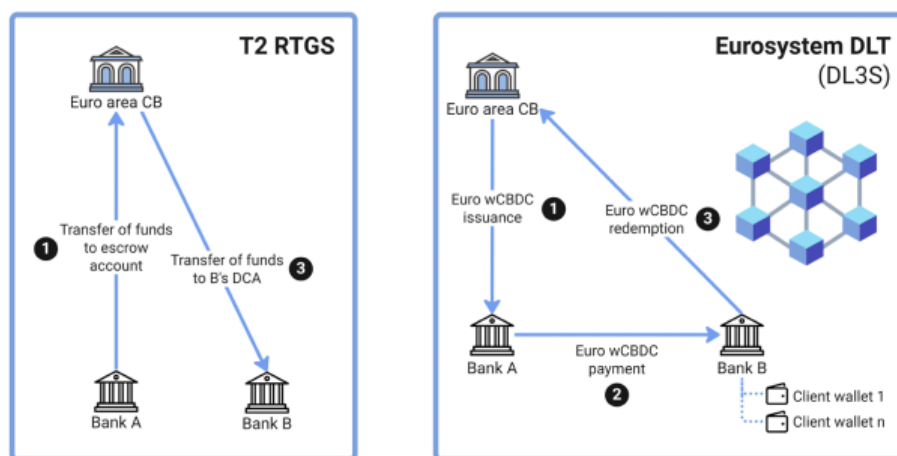 T2 RTGS
Euro area CB
1
Transfer of funds
to escrow
account
Transfer of funds
to B's DCA
3
Bank A
Bank B
Eurosystem DLT
(DL3S)
Euro area CB
Euro wCBDC
issuance
1
Euro wCBDC
redemption
3
Bank A
Euro wCBDC
payment
2
Bank B
Client wallet 1
Client wallet n